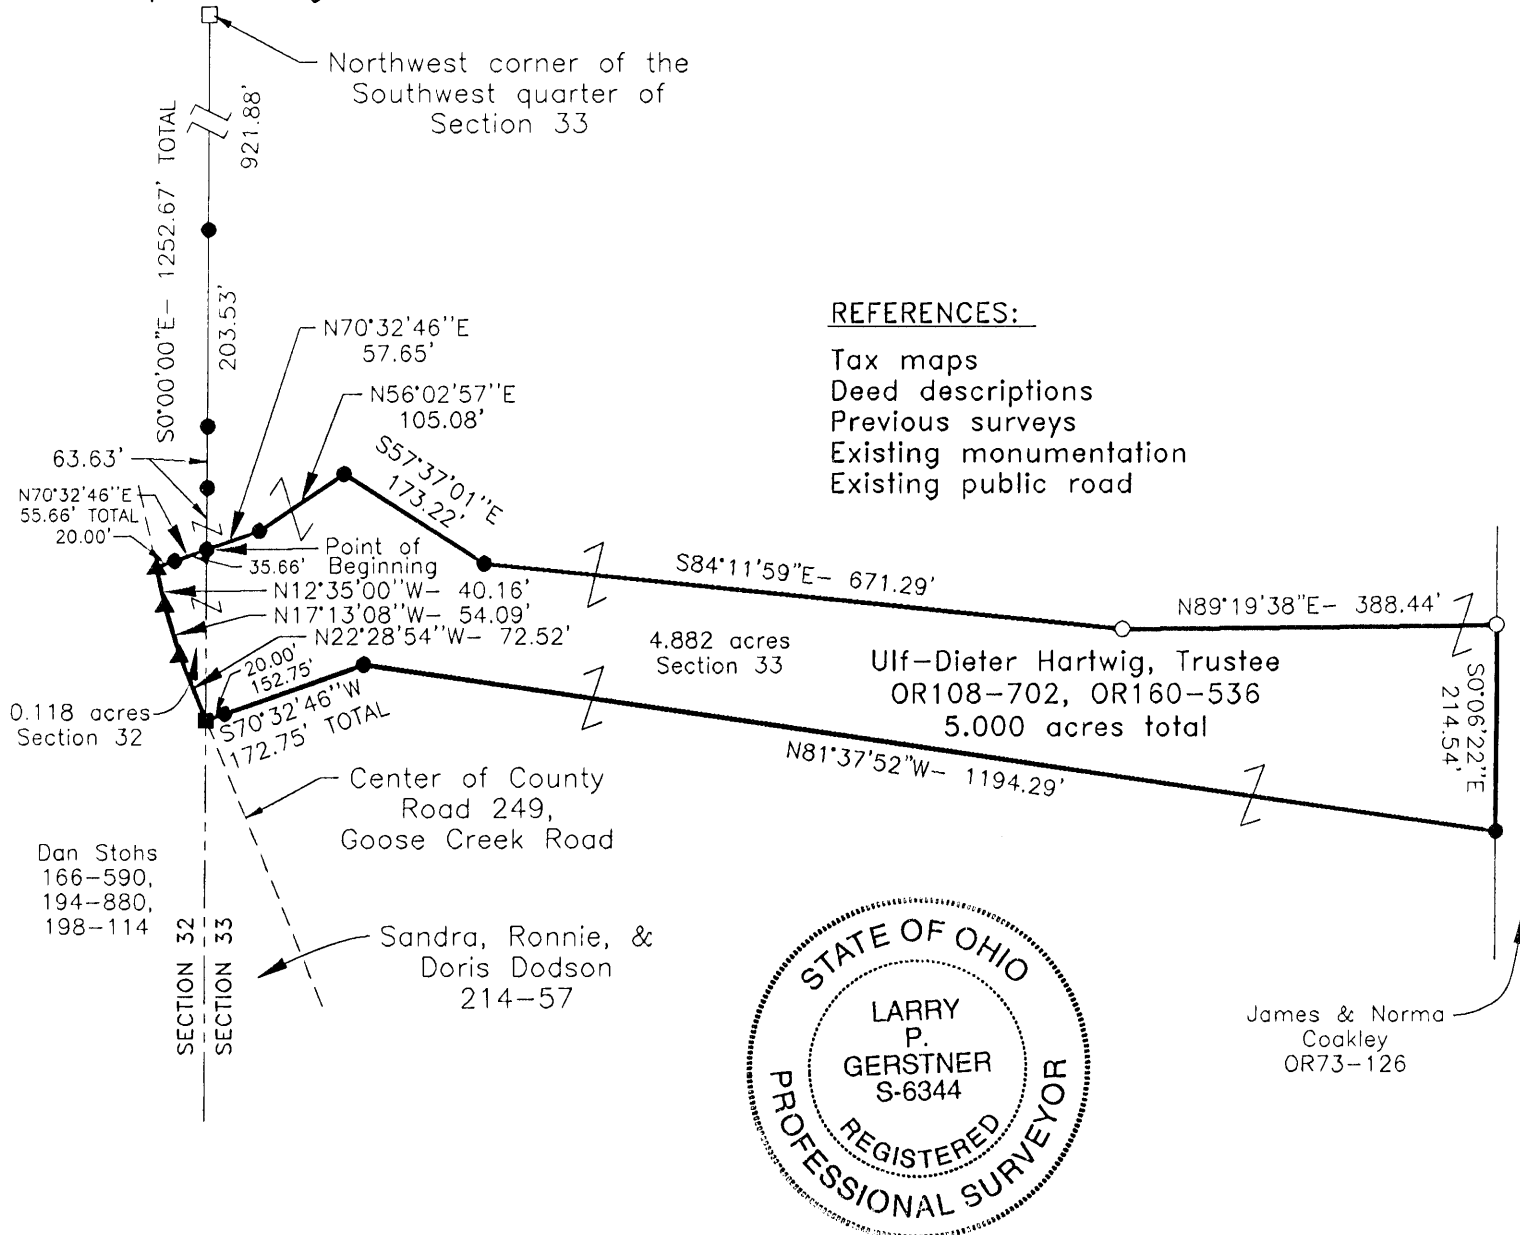 Northwest corner of the
Southwest quarter of
Section 33
S0°00'00"E- 1252.67' TOTAL
921.88'
203.53'
N70°32'46"E
57.65'
N56°02'57"E
105.08'
S57°37'01"E
173.22'
REFERENCES:
Tax maps
Deed descriptions
Previous surveys
Existing monumentation
Existing public road
63.63'
N70°32'46"E
55.66' TOTAL
20.00'
Point of
Beginning
35.66'
N12°35'00"W- 40.16'
N17°13'08"W- 54.09'
N22°28'54"W- 72.52'
S84°11'59"E- 671.29'
N89°19'38"E- 388.44'
4.882 acres
Section 33
Ulf-Dieter Hartwig, Trustee
OR108-702, OR160-536
5.000 acres total
S0°06'22"E
214.54'
20.00'
152.75'
S70°32'46"W
172.75' TOTAL
0.118 acres
Section 32
N81°37'52"W- 1194.29'
Center of County
Road 249,
Goose Creek Road
Dan Stohs
166-590,
194-880,
198-114
SECTION 32
SECTION 33
Sandra, Ronnie, &
Doris Dodson
214-57
STATE OF OHIO
LARRY
P.
GERSTNER
S-6344
REGISTERED
PROFESSIONAL SURVEYOR
James & Norma
Coakley
OR73-126